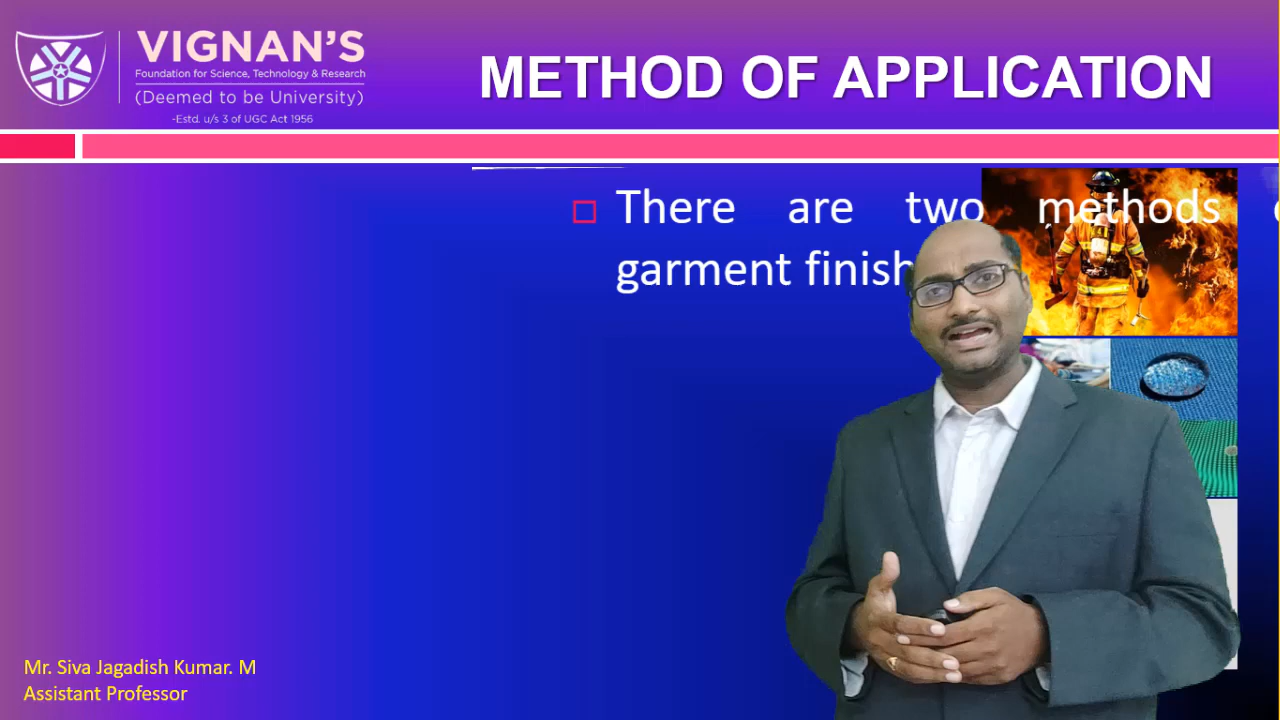 VIGNAN'S
Foundation for Science, Technology & Research
(Deemed to be University)
-Estd. u/s 3 of UGC Act 1956
METHOD OF APPLICATION
There are two methods
garment finish
Mr. Siva Jagadish Kumar. M
Assistant Professor